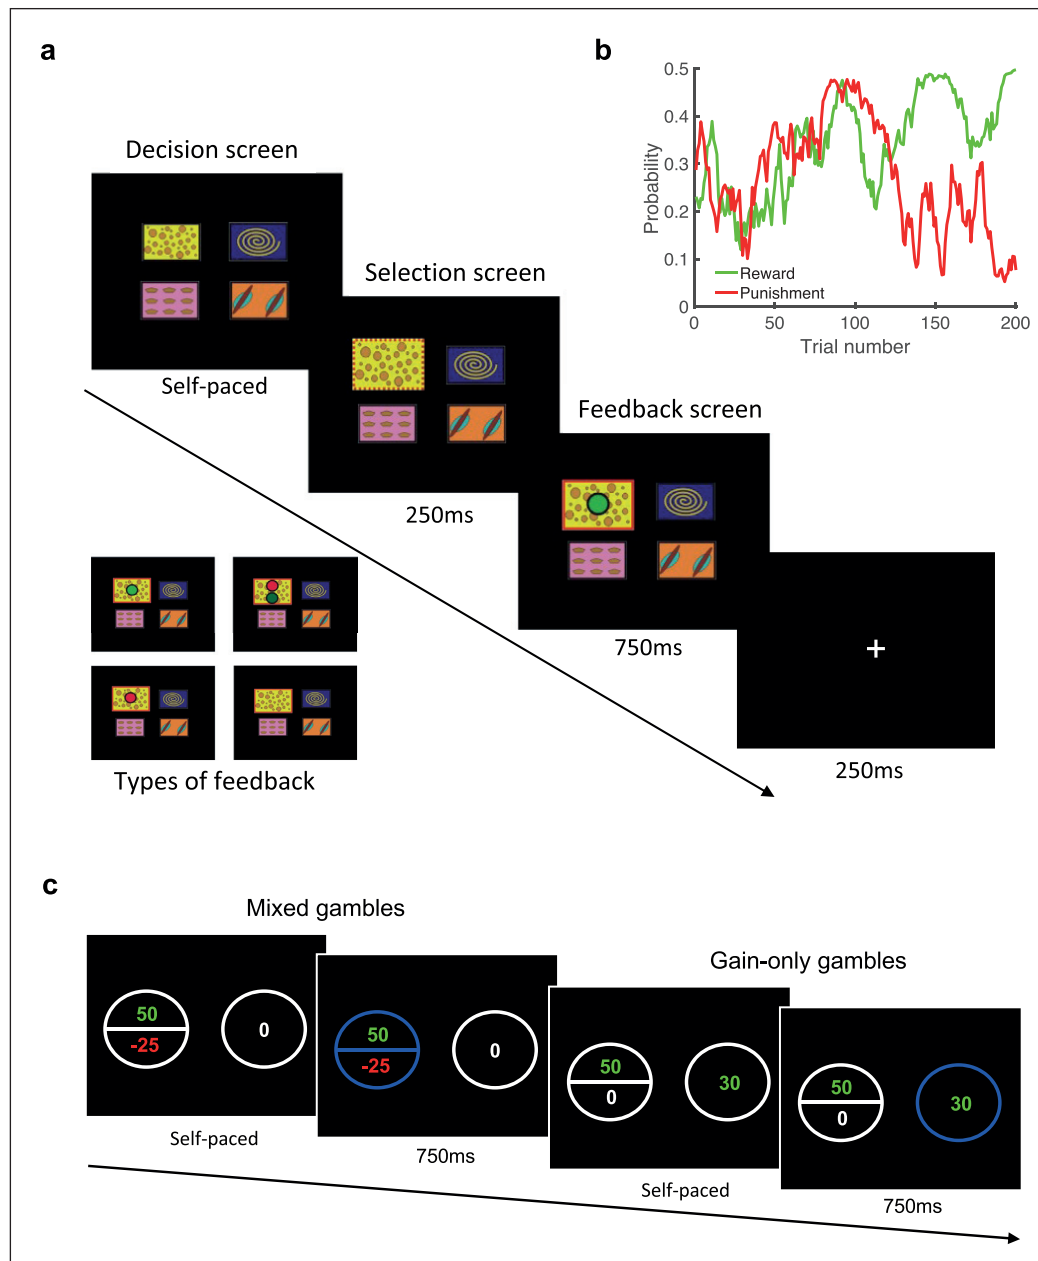 a
Decision screen
Self-paced
Selection screen
250ms
Feedback screen
750ms
+
250ms
Types of feedback
b
0.5
0.4
0.3
0.2
0.1
0
Probability
Reward
Punishment
0 50 100 150 200
Trial number
c
Mixed gambles
50
-25
0
Self-paced
50
-25
0
750ms
Gain-only gambles
50
0
30
Self-paced
50
0
30
750ms